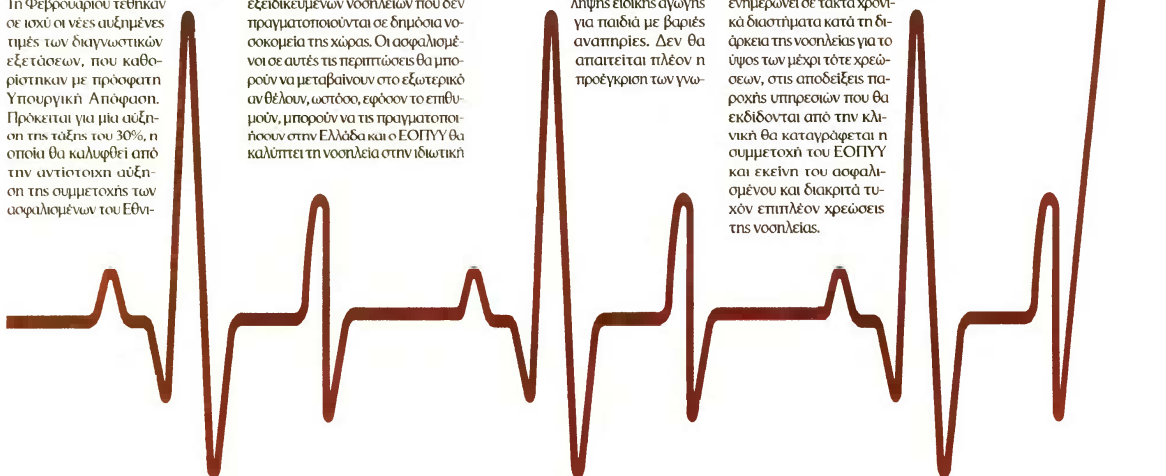 Τη Φεβρουαρίου τέθηκαν
σε ισχύ οι νέες αυξημένες
τιμές των διαγνωστικών
εξετάσεων, που καθο-
ρίστηκαν με πρόσφατη
Υπουργική Απόφαση.
Πρόκειται για μία αύξη-
ση της τάξης του 30%, η
οποία θα καλυφθεί από
την αντίστοιχη αύξη-
ση της συμμετοχής των
ασφαλισμένων του Εθνι-
εξειδικευμένων νοσηλειών που δεν
πραγματοποιούνται σε δημόσια νο-
σοκομεία της χώρας. Οι ασφαλισμέ-
νοι σε αυτές τις περιπτώσεις θα μπο-
ρούν να μεταβαίνουν στο εξωτερικό
αν θέλουν, ωστόσο, εφόσον το επιθυ-
μούν, μπορούν να τις πραγματοποι-
ήσουν στην Ελλάδα και ο ΕΟΠΥΥ θα
καλύπτει τη νοσηλεία στην ιδιωτική
ληψης ειδικής αγωγής
για παιδιά με βαριές
αναπηρίες. Δεν θα
απαιτείται πλέον η
προέγκριση των γνω-
ενημερώνει σε τακτά χρονι-
κά διαστήματα κατά τη δι-
άρκεια της νοσηλείας για το
ύψος των μέχρι τότε χρεώ-
σεων, στις αποδείξεις πα-
ροχής υπηρεσιών που θα
εκδίδονται από την κλι-
νική θα καταγράφεται η
συμμετοχή του ΕΟΠΥΥ
και εκείνη του ασφαλι-
σμένου και διακριτά τυ-
χόν επιπλέον χρεώσεις
της νοσηλείας.